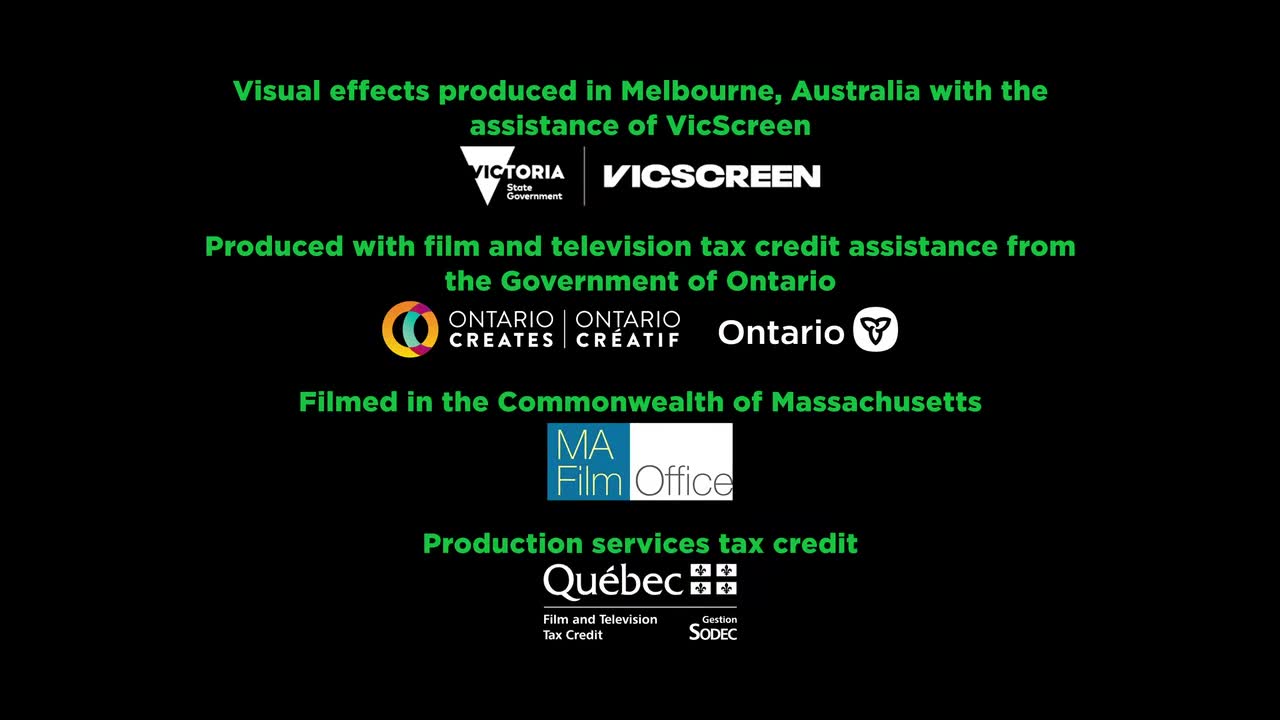 Visual effects produced in Melbourne, Australia with the
assistance of VicScreen
VICTORIA
State
Government
VICSCREEN
Produced with film and television tax credit assistance from
the Government of Ontario
ONTARIO
CREATES
ONTARIO
CRÉATIF
Ontario
Filmed in the Commonwealth of Massachusetts
MA
Film Office
Production services tax credit
Québec
Film and Television
Tax Credit
Gestion
SODEC